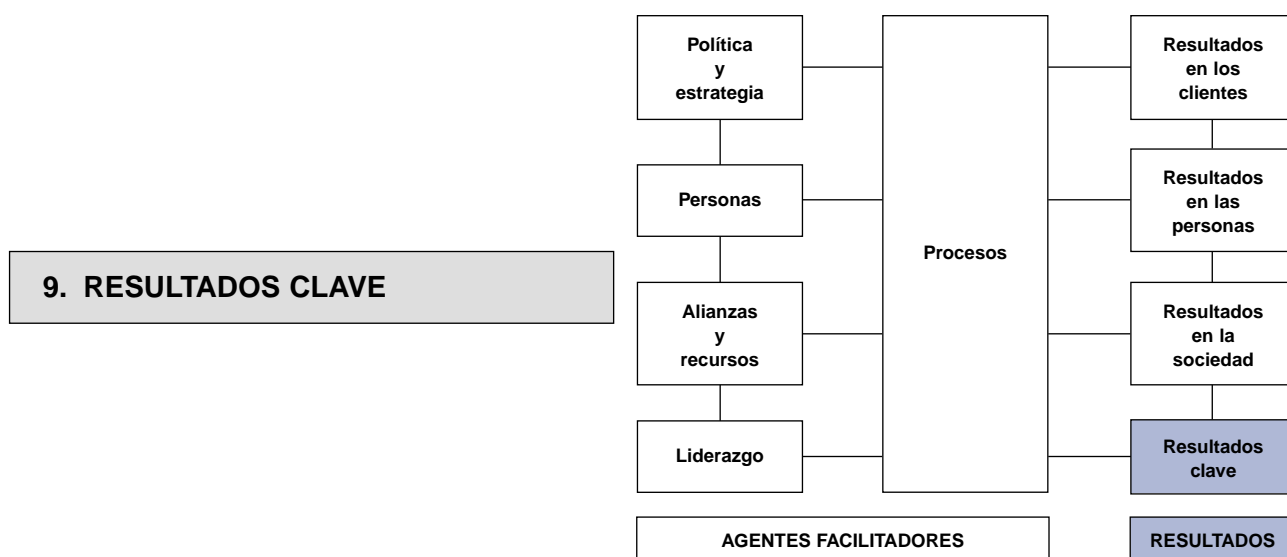 9. RESULTADOS CLAVE
Política
y
estrategia
Personas
Alianzas
y
recursos
Liderazgo
Procesos
Resultados
en los
clientes
Resultados
en las
personas
Resultados
en la
sociedad
Resultados
clave
AGENTES FACILITADORES
RESULTADOS